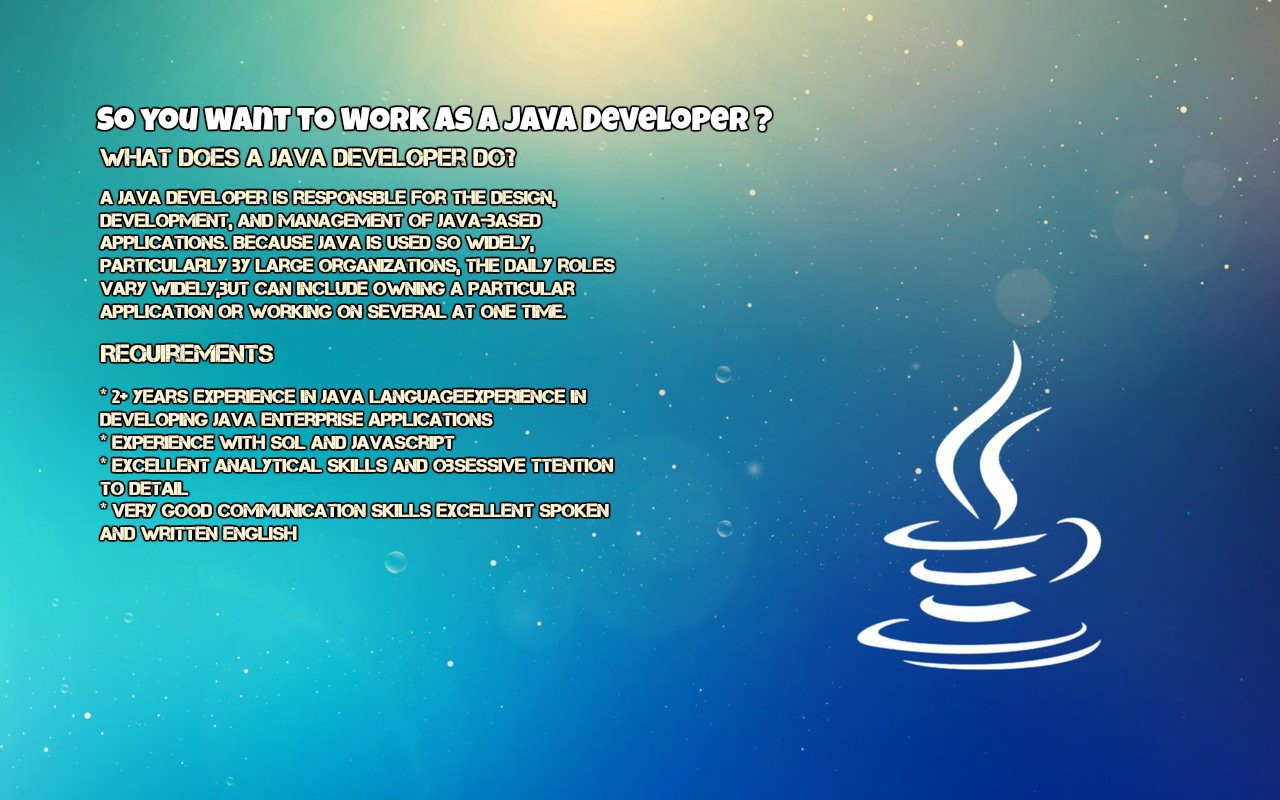 So you want to work as a Java Developer ?
WHAT DOES A JAVA DEVELOPER DO?
A JAVA DEVELOPER IS RESPONSBLE FOR THE DESIGN,
DEVELOPMENT, AND MANAGEMENT OF JAVA-BASED
APPLICATIONS. BECAUSE JAVA IS USED SO WIDELY,
PARTICULARLY BY LARGE ORGANIZATIONS, THE DAILY ROLES
VARY WIDELY,BUT CAN INCLUDE OWNING A PARTICULAR
APPLICATION OR WORKING ON SEVERAL AT ONE TIME.
REQUIREMENTS
* 2+ YEARS EXPERIENCE IN JAVA LANGUAGEEXPERIENCE IN
DEVELOPING JAVA ENTERPRISE APPLICATIONS
* EXPERIENCE WITH SQL AND JAVASCRIPT
* EXCELLENT ANALYTICAL SKILLS AND OBSESSIVE TTENTION
TO DETAIL
* VERY GOOD COMMUNICATION SKILLS EXCELLENT SPOKEN
AND WRITTEN ENGLISH